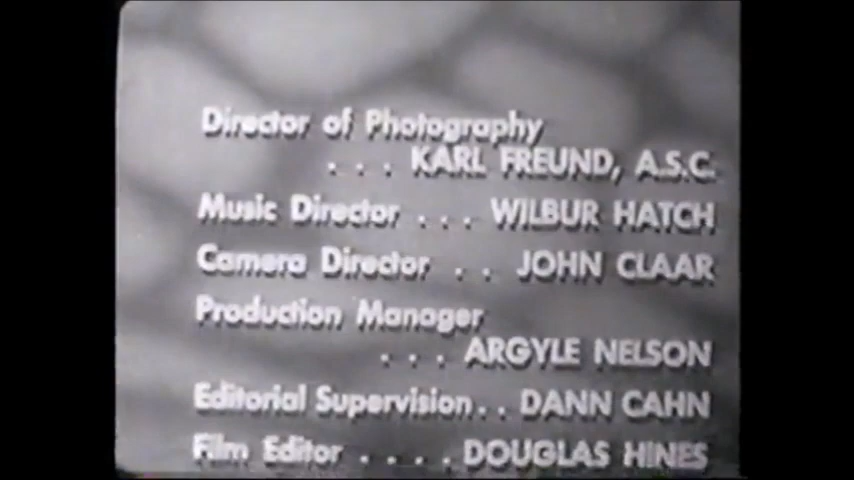 Director of Photography
. . . KARL FREUND, A.S.C.
Music Director . . . WILBUR HATCH
Camera Director . . JOHN CLAAR
Production Manager
. . . ARGYLE NELSON
Editorial Supervision . . DANN CAHN
Film Editor . . . . DOUGLAS HINES